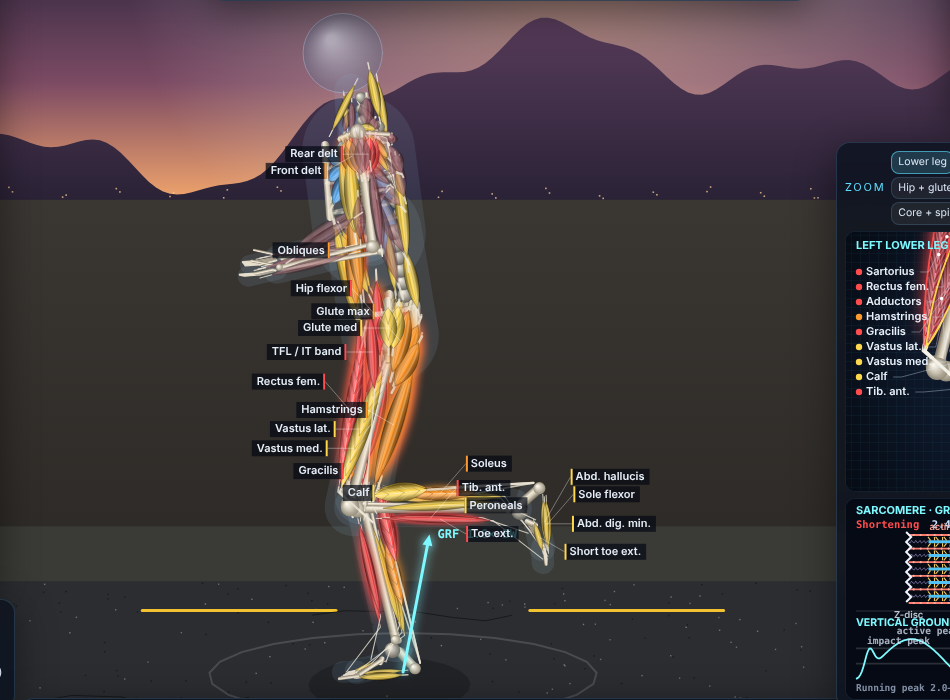 Rear delt
Front delt
Obliques
Hip flexor
Glute max
Glute med
TFL / IT band
Rectus fem.
Hamstrings
Vastus lat.
Vastus med.
Gracilis
Calf
Soleus
Tib. ant.
Peroneals
GRF
Toe ext.
Abd. hallucis
Sole flexor
Abd. dig. min.
Short toe ext.
ZOOM
Lower leg
Hip + glute
Core + spi
LEFT LOWER LEG
Sartorius
Rectus fem.
Adductors
Hamstrings
Gracilis
Vastus lat.
Vastus med
Calf
Tib. ant.
SARCOMERE · GR
Shortening
Z-disc
VERTICAL GROUN
active pea
impact peak
Running peak 2.0